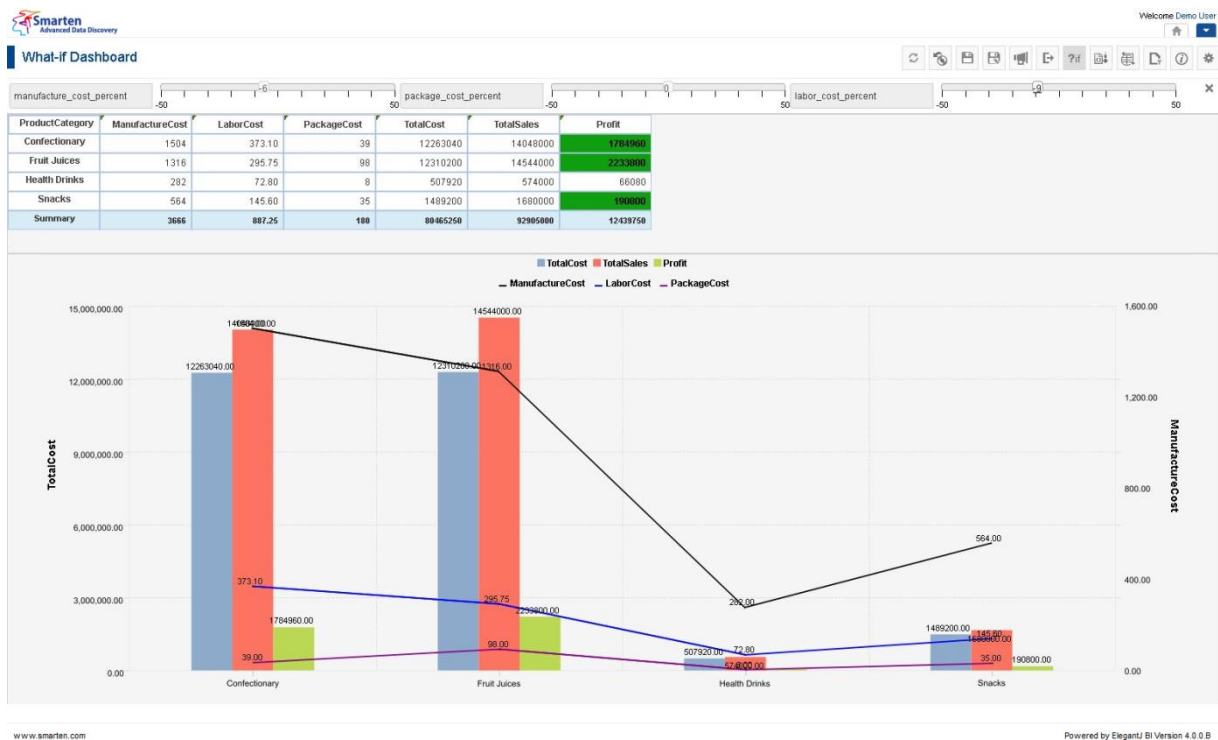 Smarten
Advanced Data Discovery
Welcome Demo User
What-if Dashboard
?if
manufacture_cost_percent -50 -6 50 package_cost_percent -50 0 50 labor_cost_percent -50 -9 50
ProductCategory ManufactureCost LaborCost PackageCost TotalCost TotalSales Profit
Confectionary 1504 373.10 39 12263040 14048000 1784960
Fruit Juices 1316 295.75 98 12310200 14544000 2233800
Health Drinks 282 72.80 8 507920 574000 66080
Snacks 564 145.60 35 1489200 1680000 190800
Summary 3666 887.25 180 80465250 92905000 12439750
TotalCost TotalSales Profit
ManufactureCost LaborCost PackageCost
15,000,000.00 1,600.00
14544000.00
12263040.00 12310200.00 1316.00
12,000,000.00
1,200.00
TotalCost
ManufactureCost
9,000,000.00
800.00
6,000,000.00
564.00
400.00
373.10
3,000,000.00 295.75 282.00
2233800.00
1784960.00
1489200.00 145.60
1680000.00
507920.00 72.80
98.00
39.00 35.00 190800.00
0.00 0.00
Confectionary Fruit Juices Health Drinks Snacks
www.smarten.com
Powered by ElegantJ BI Version 4.0.0.B